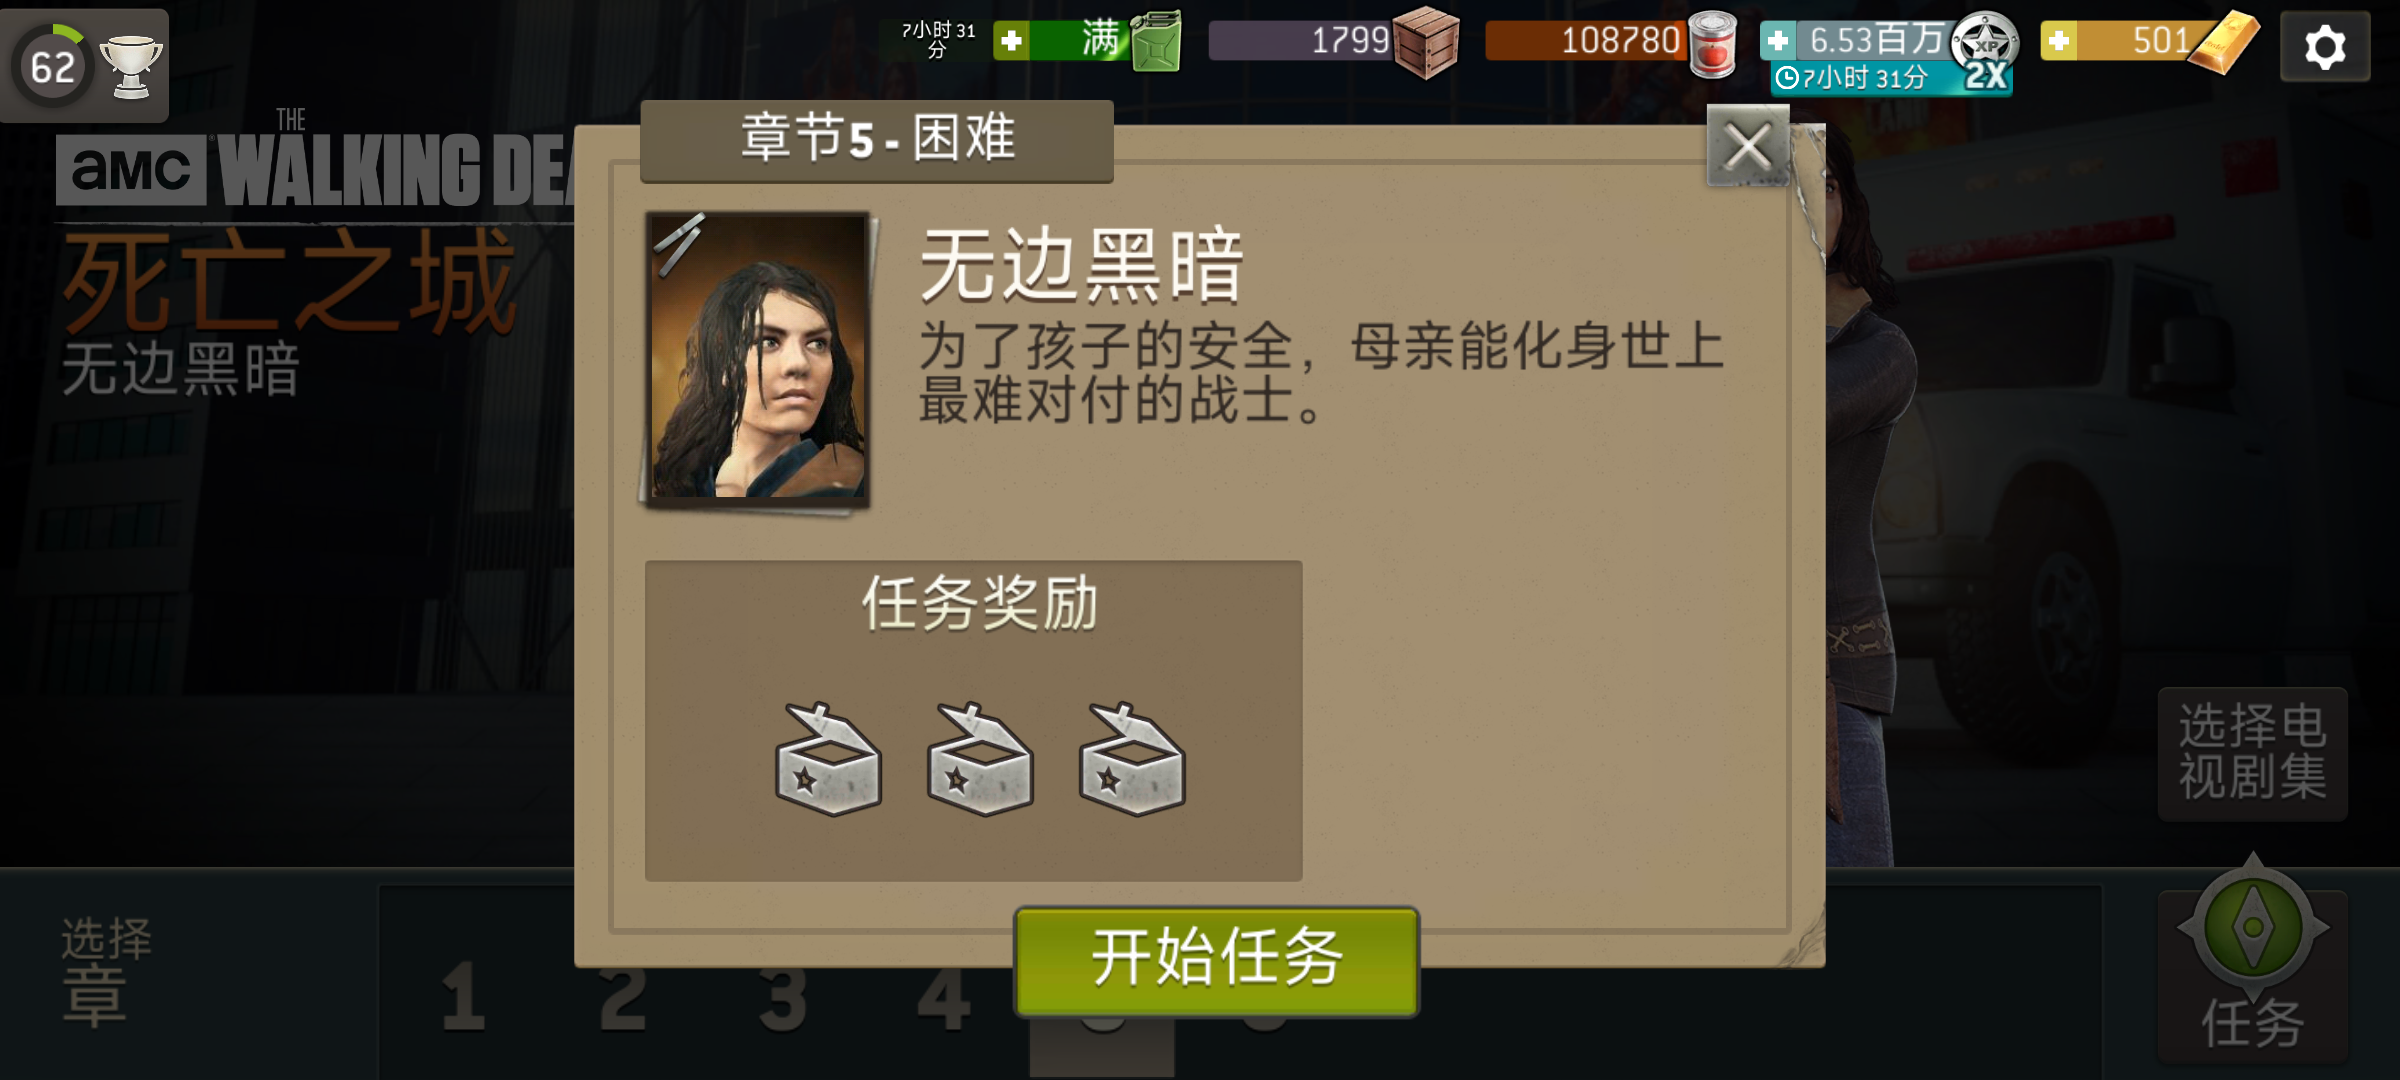 62
7小时 31
分
满
1799
108780
6.53百万
XP
7小时 31分
2X
501
THE
aMC WALKING DEA
死亡之城
无边黑暗
章节5 - 困难
无边黑暗
为了孩子的安全，母亲能化身世上
最难对付的战士。
任务奖励
开始任务
选择电
视剧集
选择
章
1
2
3
4
任务